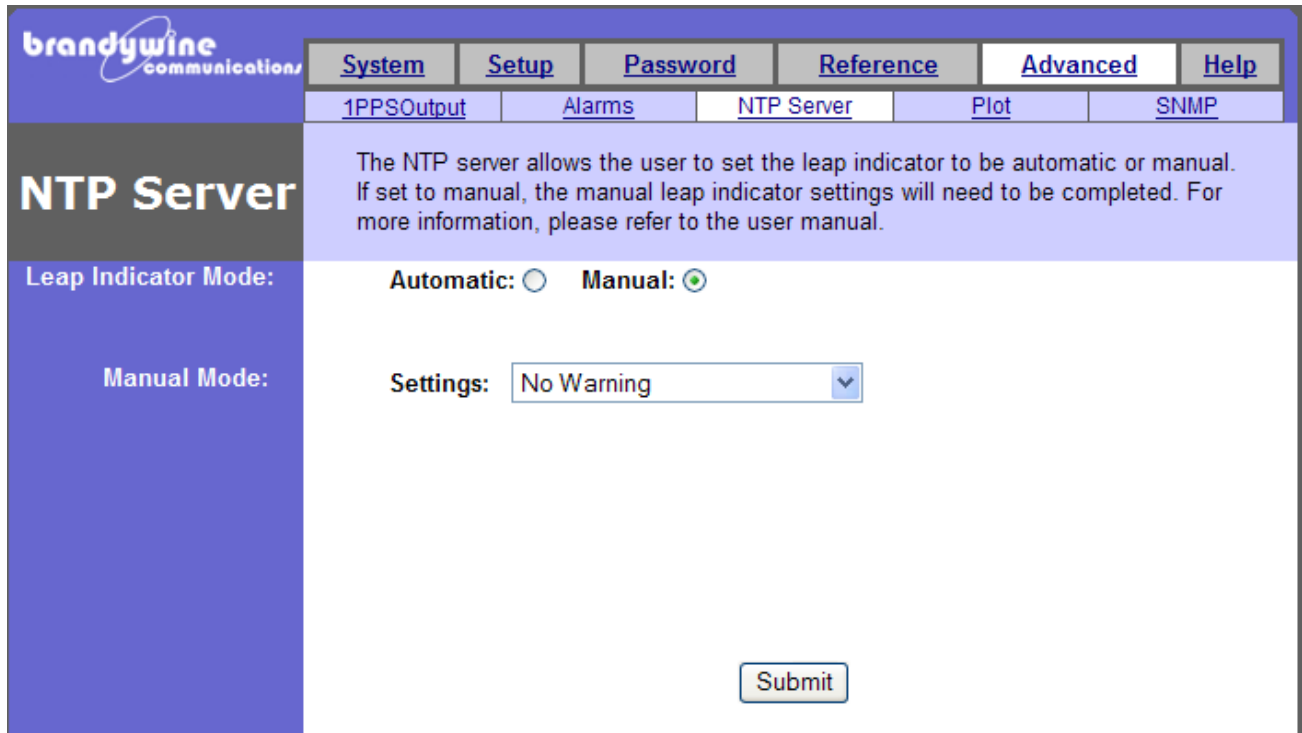 brandywine
communications
System Setup Password Reference Advanced Help
1PPSOutput Alarms NTP Server Plot SNMP
NTP Server
The NTP server allows the user to set the leap indicator to be automatic or manual.
If set to manual, the manual leap indicator settings will need to be completed. For
more information, please refer to the user manual.
Leap Indicator Mode: Automatic: Manual:
Manual Mode: Settings: No Warning
Submit